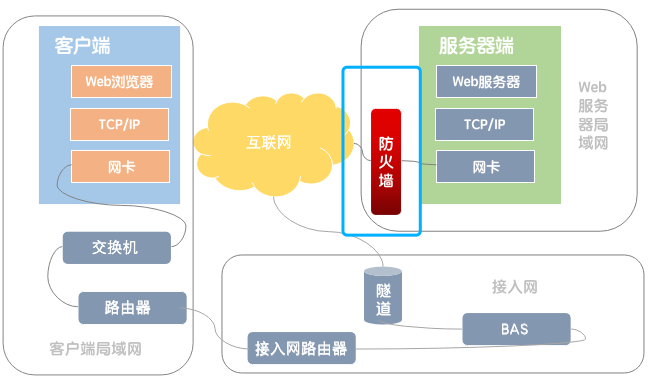 客户端
Web浏览器
TCP/IP
网卡
交换机
路由器
客户端局域网
互联网
防火墙
服务器端
Web服务器
TCP/IP
网卡
Web
服务
器局
域网
接入网
隧道
BAS
接入网路由器